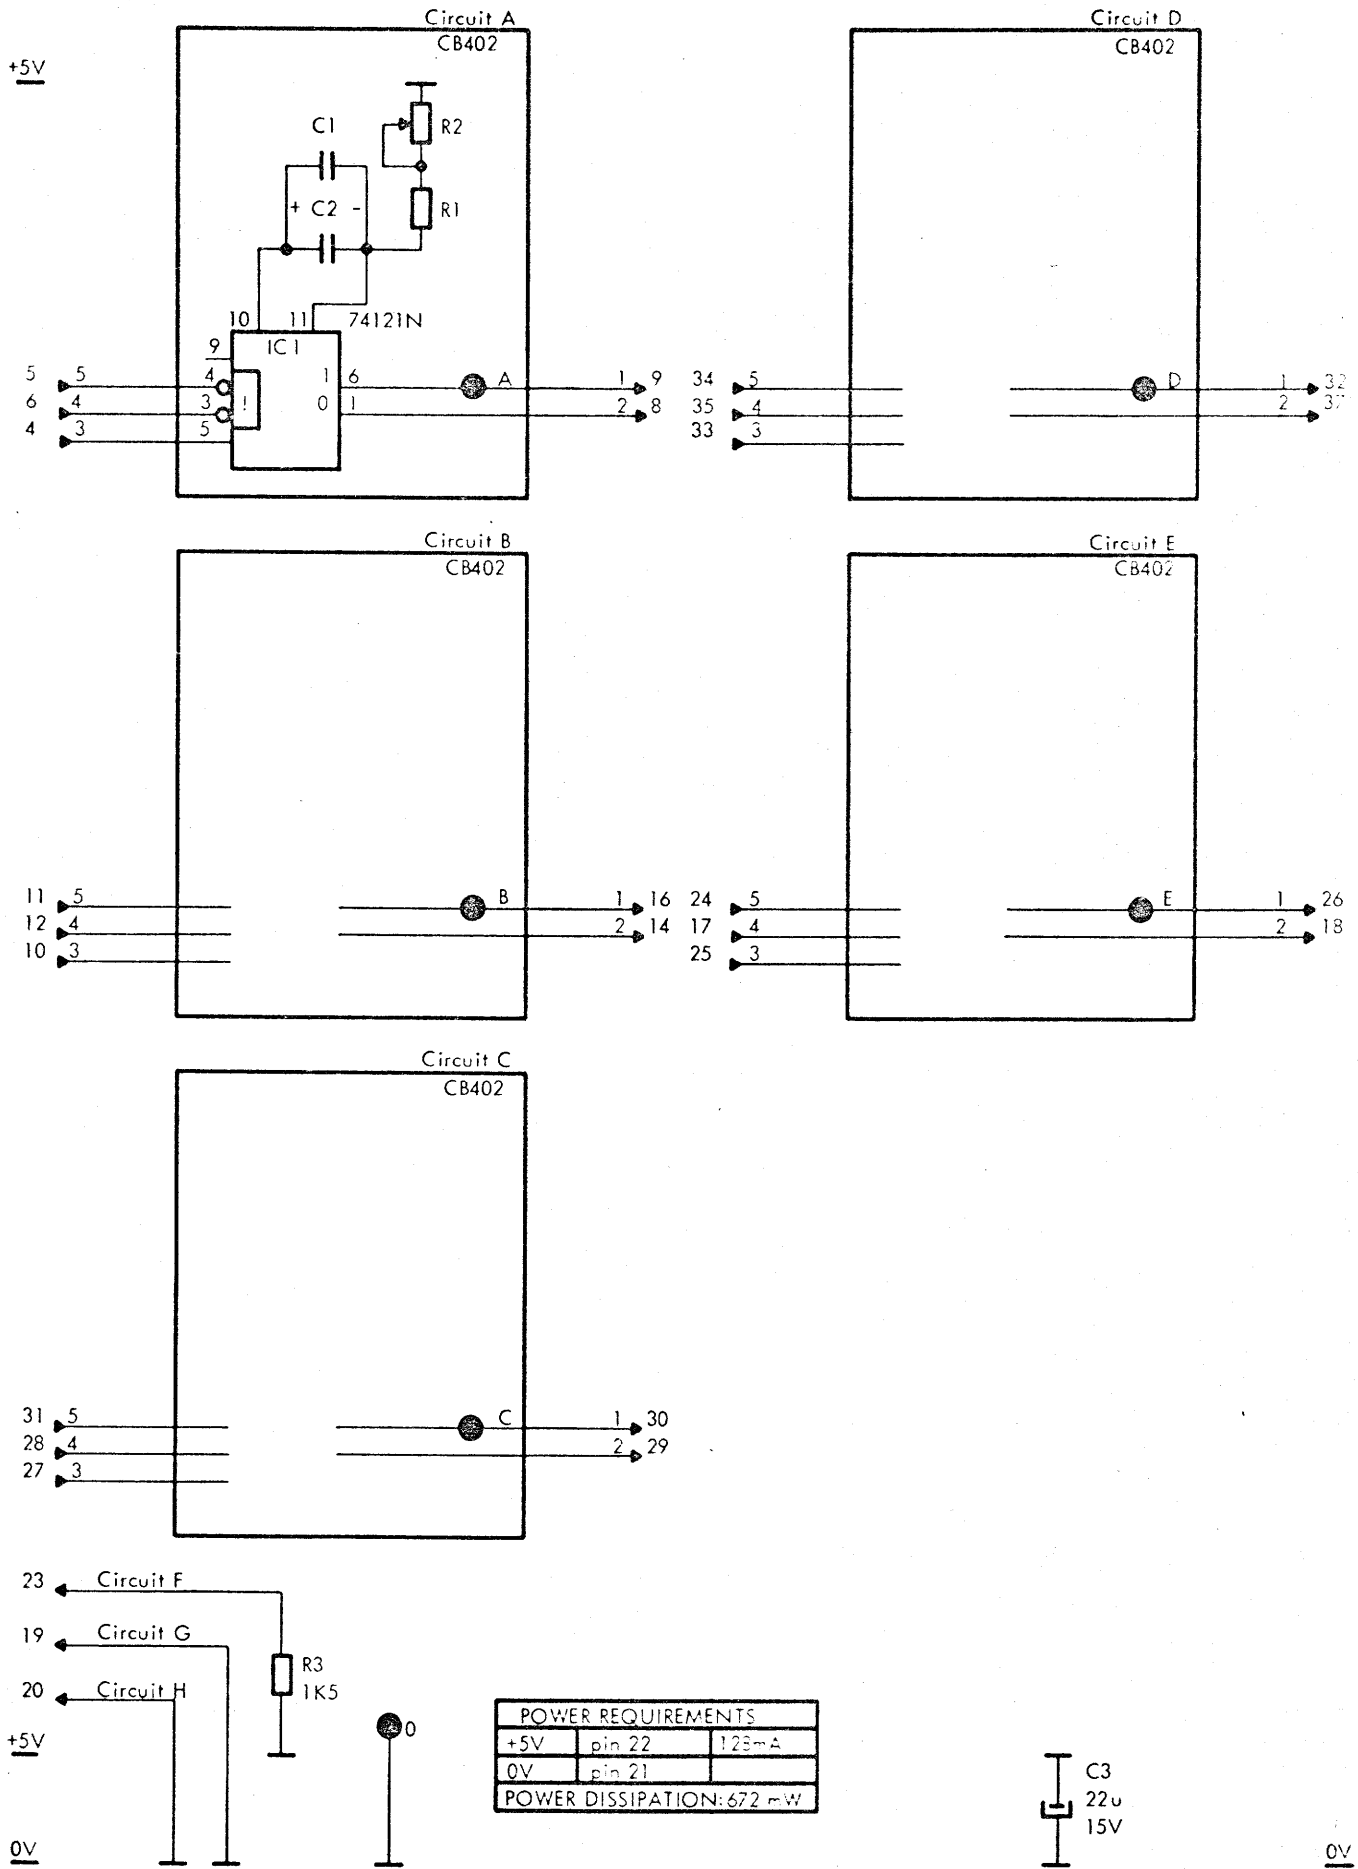 Circuit A
CB402
+5V
R2
C1
+ C2 -
R1
10 11 74121N
9 IC1
5 5 4 1 6 A 1 9
6 4 3 ! 0 1 2 8
4 3 5
Circuit D
CB402
34 5 D 1 32
35 4 2 37
33 3
Circuit B
CB402
11 5 B 1 16
12 4 2 14
10 3
Circuit E
CB402
24 5 E 1 26
17 4 2 18
25 3
Circuit C
CB402
31 5 C 1 30
28 4 2 29
27 3
23 Circuit F
19 Circuit G
20 Circuit H
R3
1K5
+5V
0
POWER REQUIREMENTS
+5V pin 22
0V pin 21
POWER DISSIPATION: 672 mW
C3
22u
15V
0V
0V